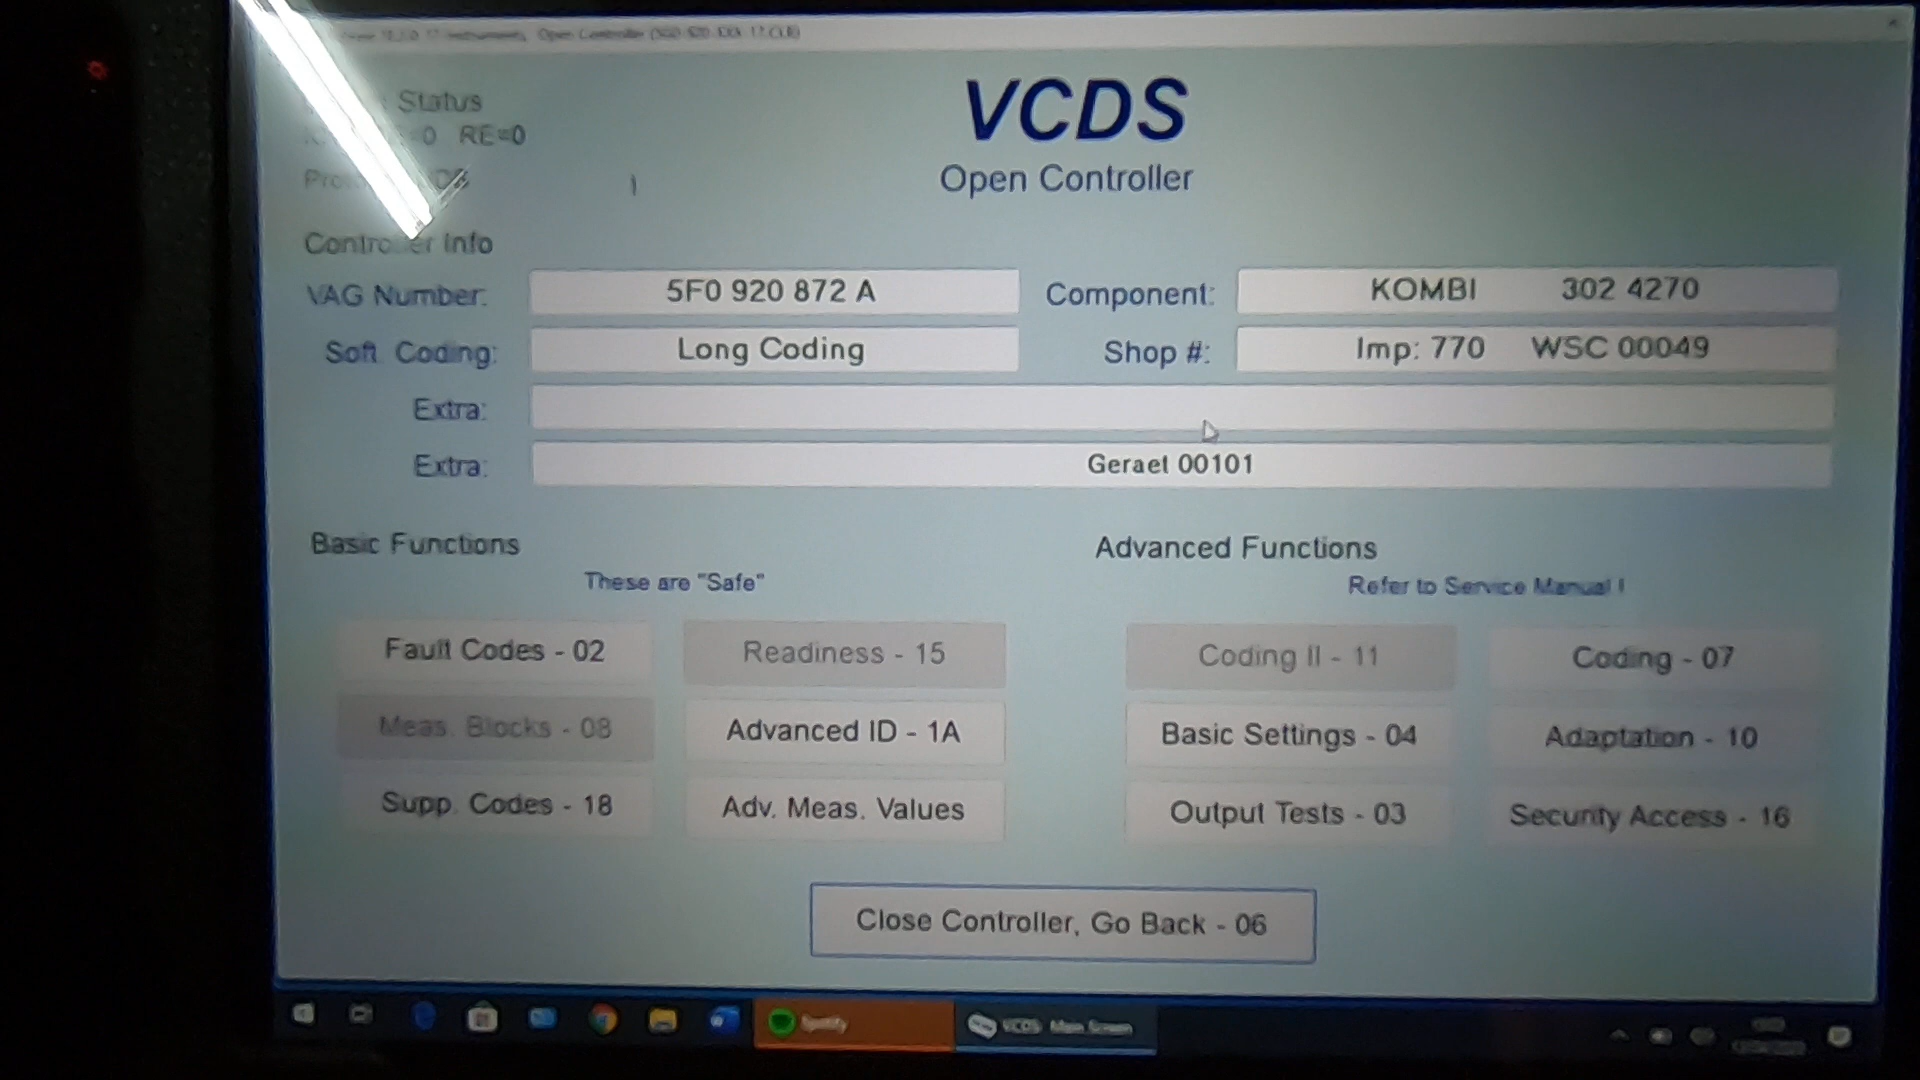 Status
RE=0
VCDS
Open Controller
Controller Info
VAG Number: 5F0 920 872 A Component: KOMBI 302 4270
Soft. Coding: Long Coding Shop #: Imp: 770 WSC 00049
Extra:
Extra: Geraet 00101
Basic Functions
These are "Safe"
Advanced Functions
Refer to Service Manual !
Fault Codes - 02 Readiness - 15 Coding II - 11 Coding - 07
Meas. Blocks - 08 Advanced ID - 1A Basic Settings - 04 Adaptation - 10
Supp. Codes - 18 Adv. Meas. Values Output Tests - 03 Security Access - 16
Close Controller, Go Back - 06
Spotify VCDS: Main Screen